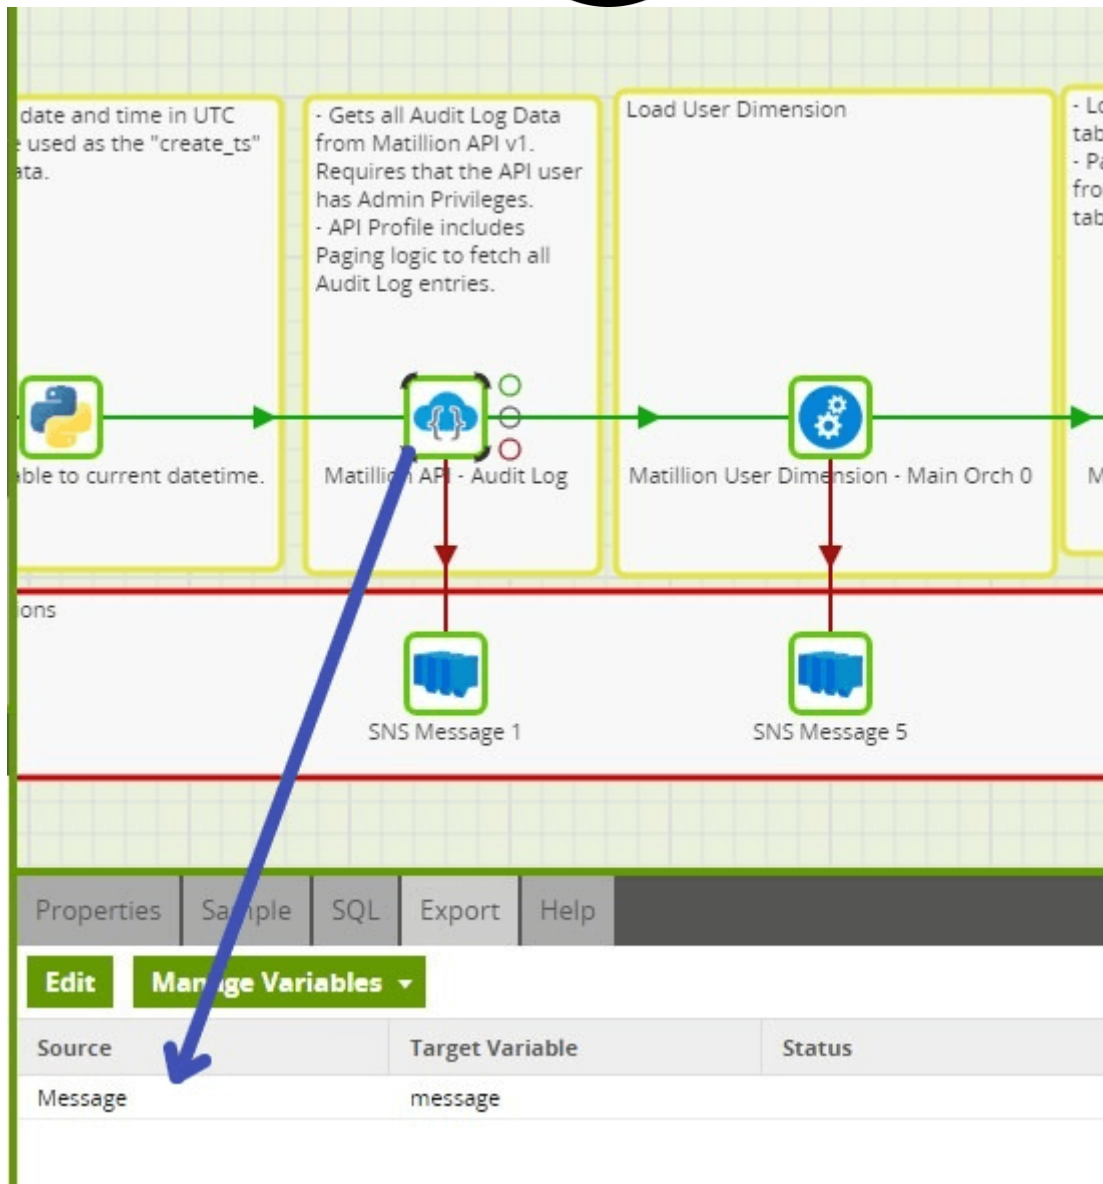 date and time in UTC
used as the "create_ts"
- Gets all Audit Log Data
from Matillion API v1.
Requires that the API user
has Admin Privileges.
- API Profile includes
Paging logic to fetch all
Audit Log entries.
Load User Dimension
to current datetime.
Matillion API - Audit Log
Matillion User Dimension - Main Orch 0
SNS Message 1
SNS Message 5
Properties
Sample
SQL
Export
Help
Edit
Manage Variables
Source
Target Variable
Status
Message
message